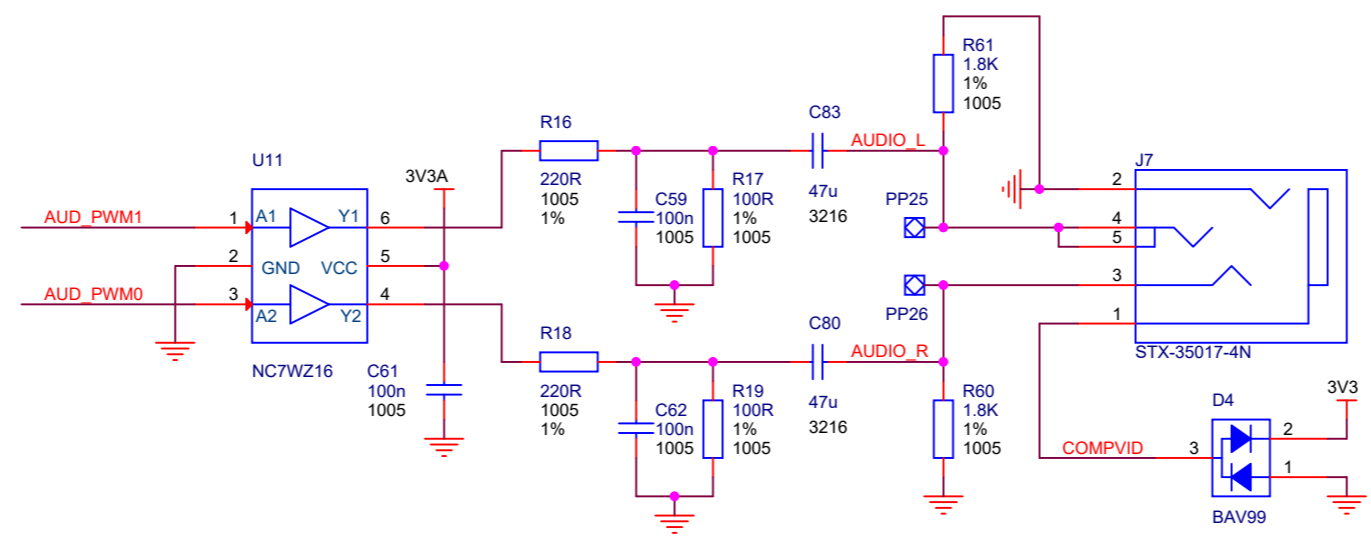 R61
1.8K
1%
1005
C83
R16
AUDIO_L
U11
J7
3V3A
2
220R
1005
1%
C59
100n
1005
R17
100R
1%
1005
47u
3216
PP25
AUD_PWM1
1
A1
Y1
6
4
5
2
GND
VCC
5
AUD_PWM0
3
A2
Y2
4
3
PP26
R18
C80
1
AUDIO_R
STX-35017-4N
NC7WZ16
C61
100n
1005
220R
1005
1%
C62
100n
1005
R19
100R
1%
1005
47u
3216
R60
1.8K
1%
1005
D4
3V3
2
COMPVID
3
1
BAV99